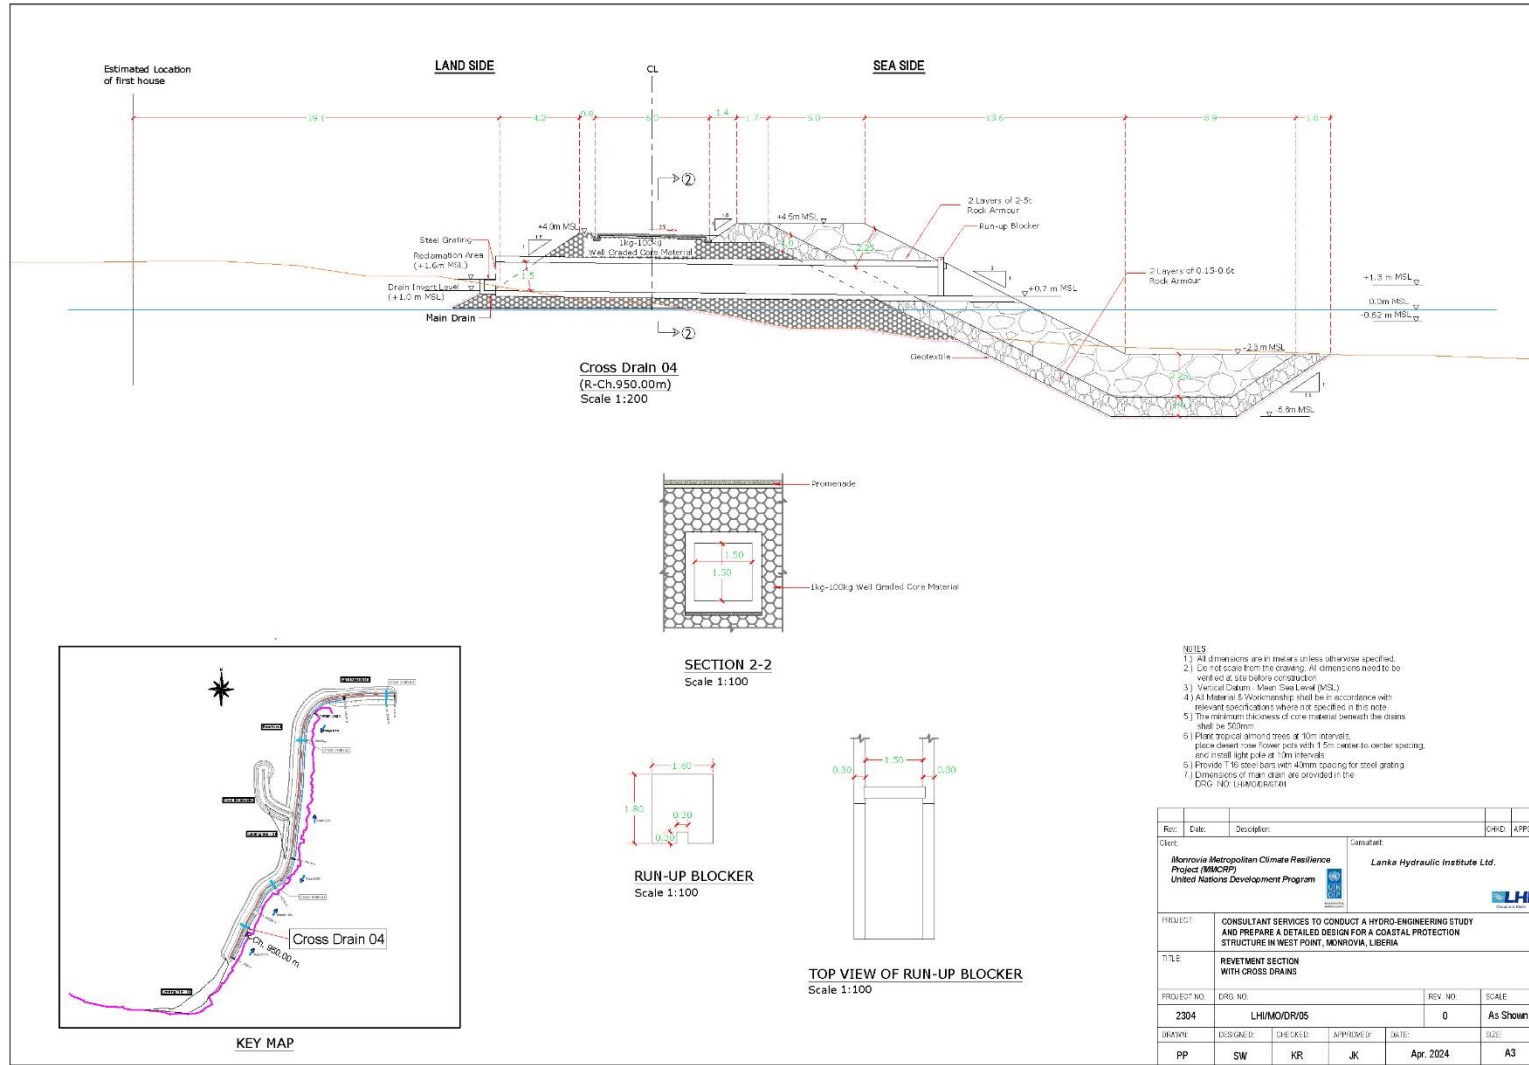 Estimated Location
of first house
LAND SIDE
CL
SEA SIDE
19.1
4.2
0.8
6.0
1.4
1.7
5.0
13.6
8.9
1.8
2
+4.0m MSL
+4.5m MSL
2 Layers of 2-5t
Rock Armour
Run-up Blocker
Steel Grating
Reclamation Area
(+1.6m MSL)
1kg-100kg
Well Graded Core Material
1.5
2.25
2 Layers of 0.15-0.6t
Rock Armour
Drain Invert Level
(+1.0 m MSL)
Main Drain
+0.7 m MSL
+1.3 m MSL
0.0m MSL
-0.62 m MSL
2
-2.3m MSL
Geotextile
2.25
-5.6m MSL
Cross Drain 04
(R-Ch.950.00m)
Scale 1:200
Promenade
1.50
1.50
1kg-100kg Well Graded Core Material
SECTION 2-2
Scale 1:100
1.60
1.80
0.30
0.30
RUN-UP BLOCKER
Scale 1:100
0.30
1.50
0.30
TOP VIEW OF RUN-UP BLOCKER
Scale 1:100
Cross Drain 04
-Ch. 950.00 m
KEY MAP
NOTES
1.) All dimensions are in meters unless otherwise specified.
2.) Do not scale from the drawing. All dimensions need to be
verified at site before construction
3.) Vertical Datum - Mean Sea Level (MSL)
4.) All Material & Workmanship shall be in accordance with
relevant specifications where not specified in this note.
5.) The minimum thickness of core material beneath the drains
shall be 500mm
6.) Plant tropical almond trees at 10m intervals,
place desert rose flower pots with 1.5m center-to-center spacing,
and install light pole at 10m intervals
6.) Provide T16 steel bars with 40mm spacing for steel grating
7.) Dimensions of main drain are provided in the
DRG. NO: LHI/MO/DR/ST/01
Rev: Date: Description: CHKD: APPD
Client: Consultant:
Monrovia Metropolitan Climate Resilience
Project (MMCRP)
United Nations Development Program
Lanka Hydraulic Institute Ltd.
UN
DP
LHI
PROJECT: CONSULTANT SERVICES TO CONDUCT A HYDRO-ENGINEERING STUDY
AND PREPARE A DETAILED DESIGN FOR A COASTAL PROTECTION
STRUCTURE IN WEST POINT, MONROVIA, LIBERIA
TITLE: REVETMENT SECTION
WITH CROSS DRAINS
PROJECT NO: DRG. NO: REV. NO: SCALE:
2304 LHI/MO/DR/05 0 As Shown
DRAWN: DESIGNED: CHECKED: APPROVED: DATE: SIZE:
PP SW KR JK Apr. 2024 A3